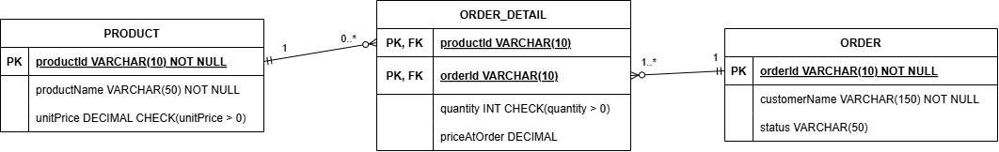 PRODUCT
PK productId VARCHAR(10) NOT NULL
productName VARCHAR(50) NOT NULL
unitPrice DECIMAL CHECK(unitPrice > 0)
1
0..*
ORDER_DETAIL
PK, FK productId VARCHAR(10)
PK, FK orderId VARCHAR(10)
quantity INT CHECK(quantity > 0)
priceAtOrder DECIMAL
1..*
1
ORDER
PK orderId VARCHAR(10) NOT NULL
customerName VARCHAR(150) NOT NULL
status VARCHAR(50)